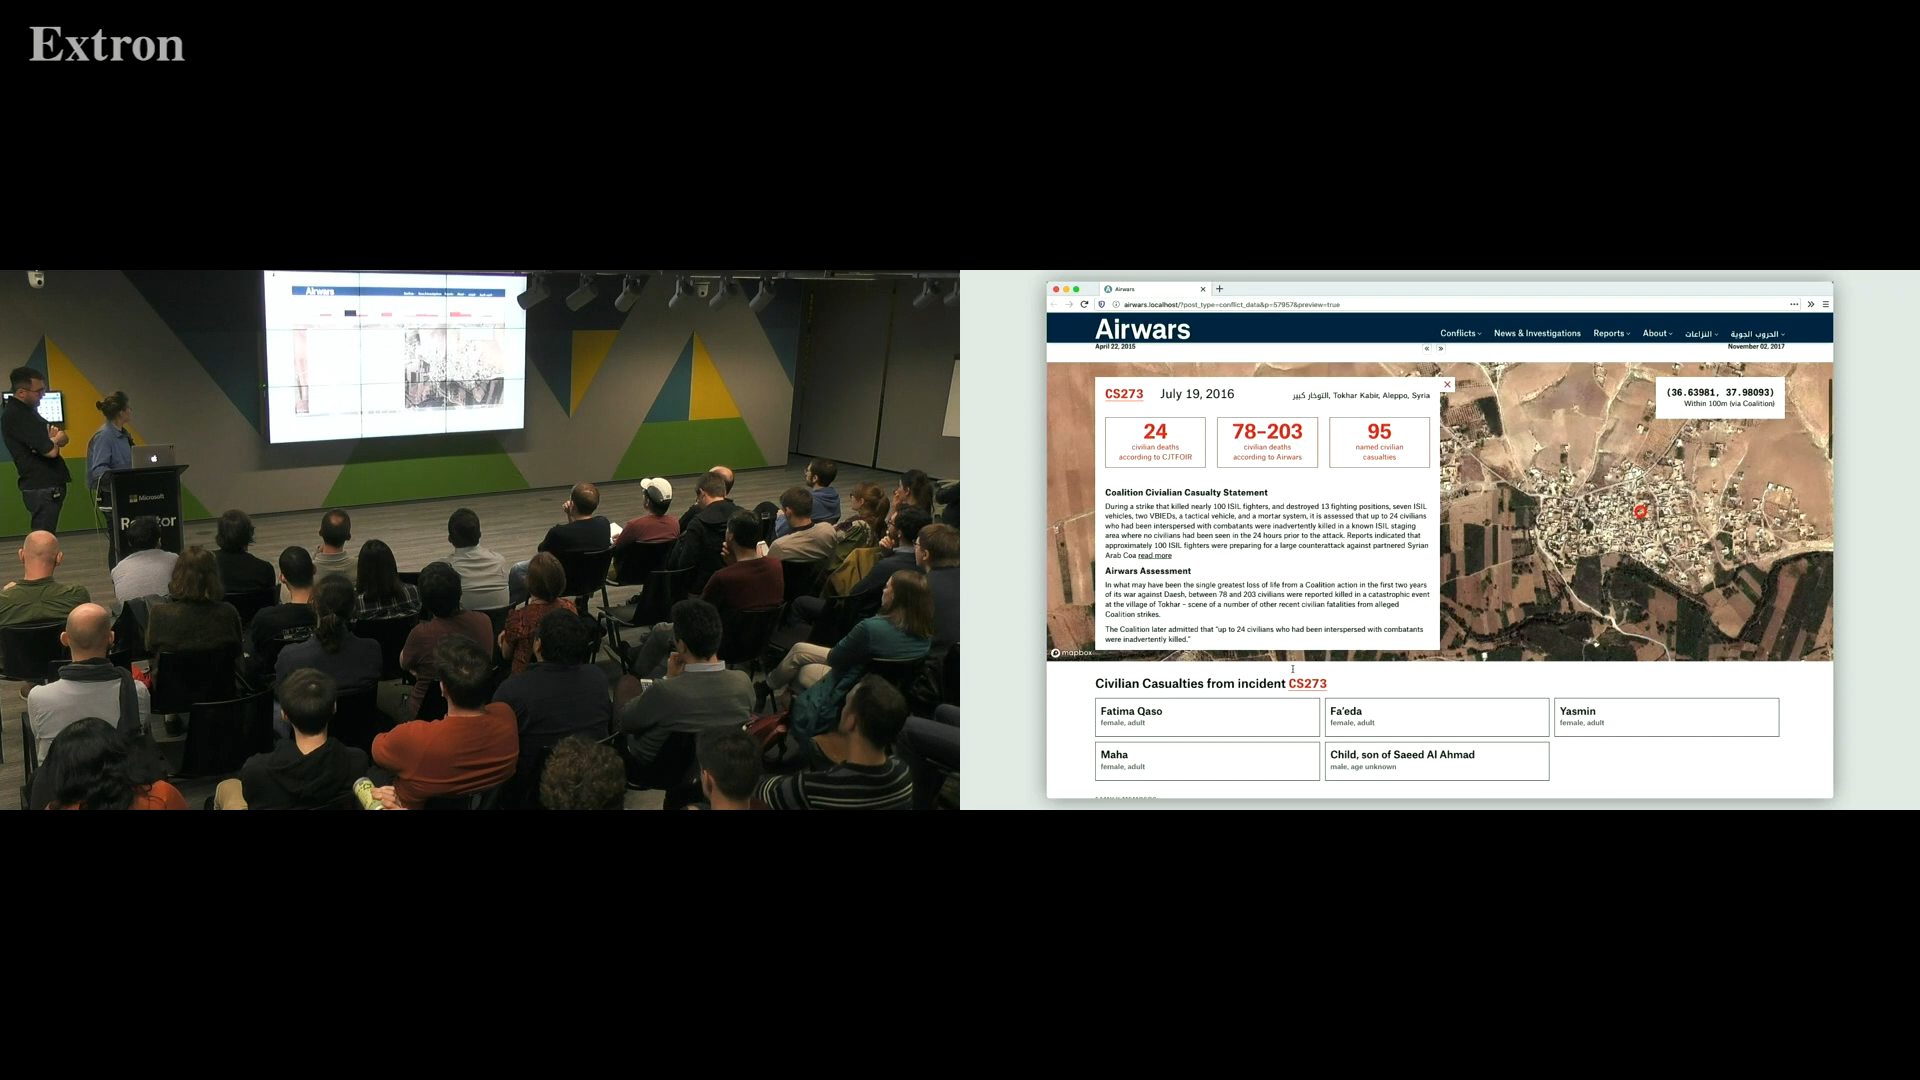 Extron
Airwars
Microsoft
Airwars
airwars.localhost/?post_type=conflict_data&p=57957&preview=true
Airwars
Conflicts
News & Investigations
Reports
About
النزاعات
الحروب الجوية
April 22, 2015
« »
November 02, 2017
CS273
July 19, 2016
التوخار كبير, Tokhar Kabir, Aleppo, Syria
24
civilian deaths
according to CJTFOIR
78–203
civilian deaths
according to Airwars
95
named civilian
casualties
(36.63981, 37.98093)
Within 100m (via Coalition)
Coalition Civialian Casualty Statement
During a strike that killed nearly 100 ISIL fighters, and destroyed 13 fighting positions, seven ISIL
vehicles, two VBIEDs, a tactical vehicle, and a mortar system, it is assessed that up to 24 civilians
who had been interspersed with combatants were inadvertently killed in a known ISIL staging
area where no civilians had been seen in the 24 hours prior to the attack. Reports indicated that
approximately 100 ISIL fighters were preparing for a large counterattack against partnered Syrian
Arab Coa read more
Airwars Assessment
In what may have been the single greatest loss of life from a Coalition action in the first two years
of its war against Daesh, between 78 and 203 civilians were reported killed in a catastrophic event
at the village of Tokhar – scene of a number of other recent civilian fatalities from alleged
Coalition strikes.
The Coalition later admitted that "up to 24 civilians who had been interspersed with combatants
were inadvertently killed."
mapbox
Civilian Casualties from incident CS273
Fatima Qaso
female, adult
Fa'eda
female, adult
Yasmin
female, adult
Maha
female, adult
Child, son of Saeed Al Ahmad
male, age unknown